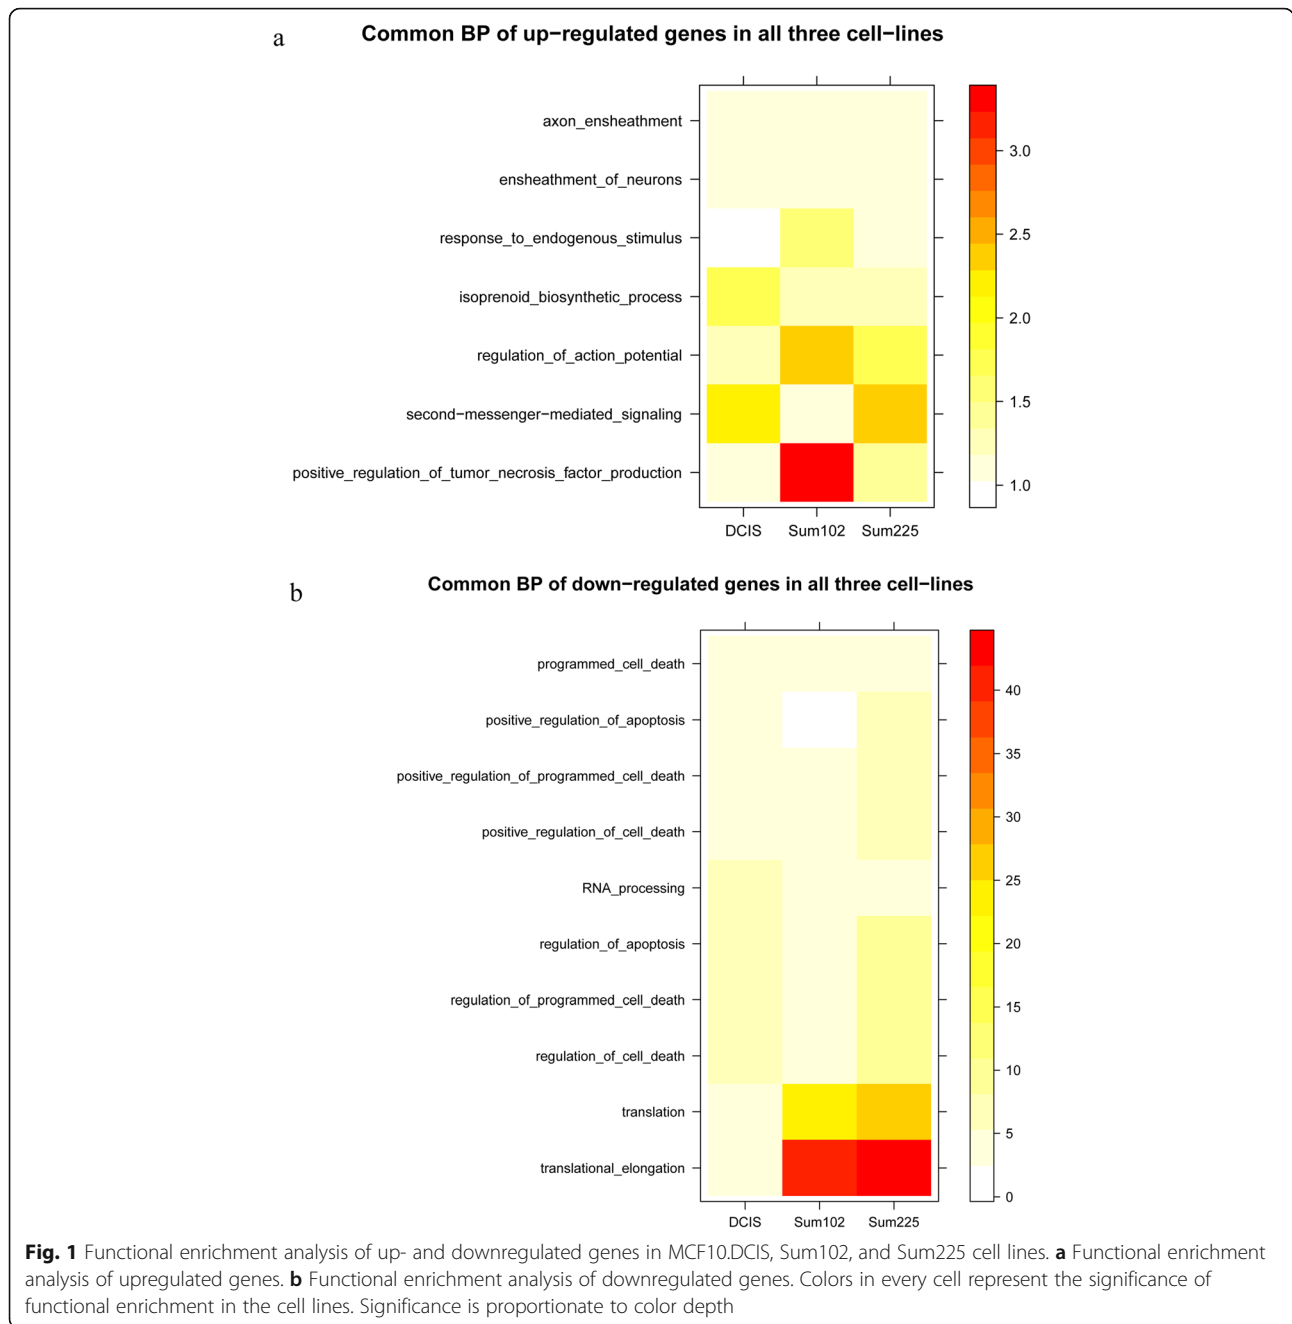 a
Common BP of up−regulated genes in all three cell−lines
axon_ensheathment
ensheathment_of_neurons
response_to_endogenous_stimulus
isoprenoid_biosynthetic_process
regulation_of_action_potential
second−messenger−mediated_signaling
positive_regulation_of_tumor_necrosis_factor_production
DCIS Sum102 Sum225
3.0
2.5
2.0
1.5
1.0
b
Common BP of down−regulated genes in all three cell−lines
programmed_cell_death
positive_regulation_of_apoptosis
positive_regulation_of_programmed_cell_death
positive_regulation_of_cell_death
RNA_processing
regulation_of_apoptosis
regulation_of_programmed_cell_death
regulation_of_cell_death
translation
translational_elongation
DCIS Sum102 Sum225
40
35
30
25
20
15
10
5
0
Fig. 1 Functional enrichment analysis of up- and downregulated genes in MCF10.DCIS, Sum102, and Sum225 cell lines. a Functional enrichment
analysis of upregulated genes. b Functional enrichment analysis of downregulated genes. Colors in every cell represent the significance of
functional enrichment in the cell lines. Significance is proportionate to color depth